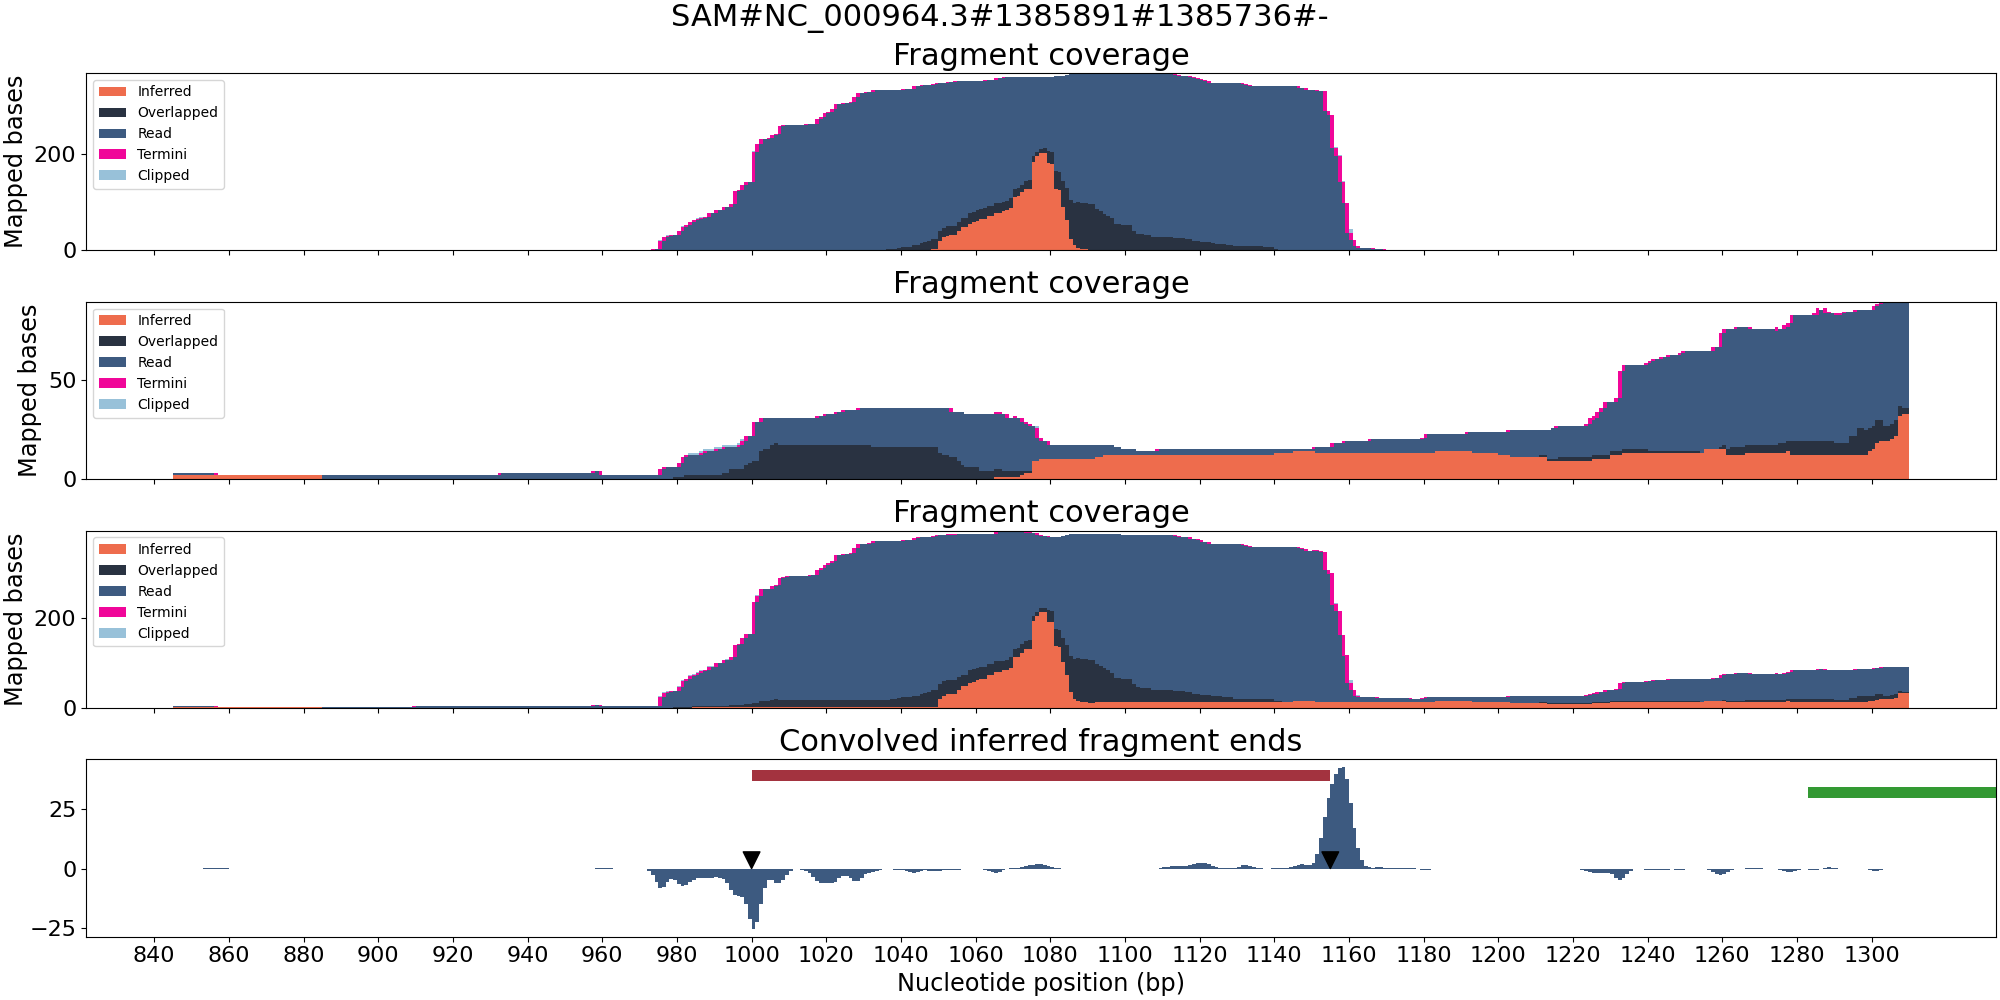 SAM#NC_000964.3#1385891#1385736#-
Fragment coverage
Mapped bases
200
0
Inferred
Overlapped
Read
Termini
Clipped
Fragment coverage
Mapped bases
50
0
Inferred
Overlapped
Read
Termini
Clipped
Fragment coverage
Mapped bases
200
0
Inferred
Overlapped
Read
Termini
Clipped
Convolved inferred fragment ends
25
0
−25
840 860 880 900 920 940 960 980 1000 1020 1040 1060 1080 1100 1120 1140 1160 1180 1200 1220 1240 1260 1280 1300
Nucleotide position (bp)